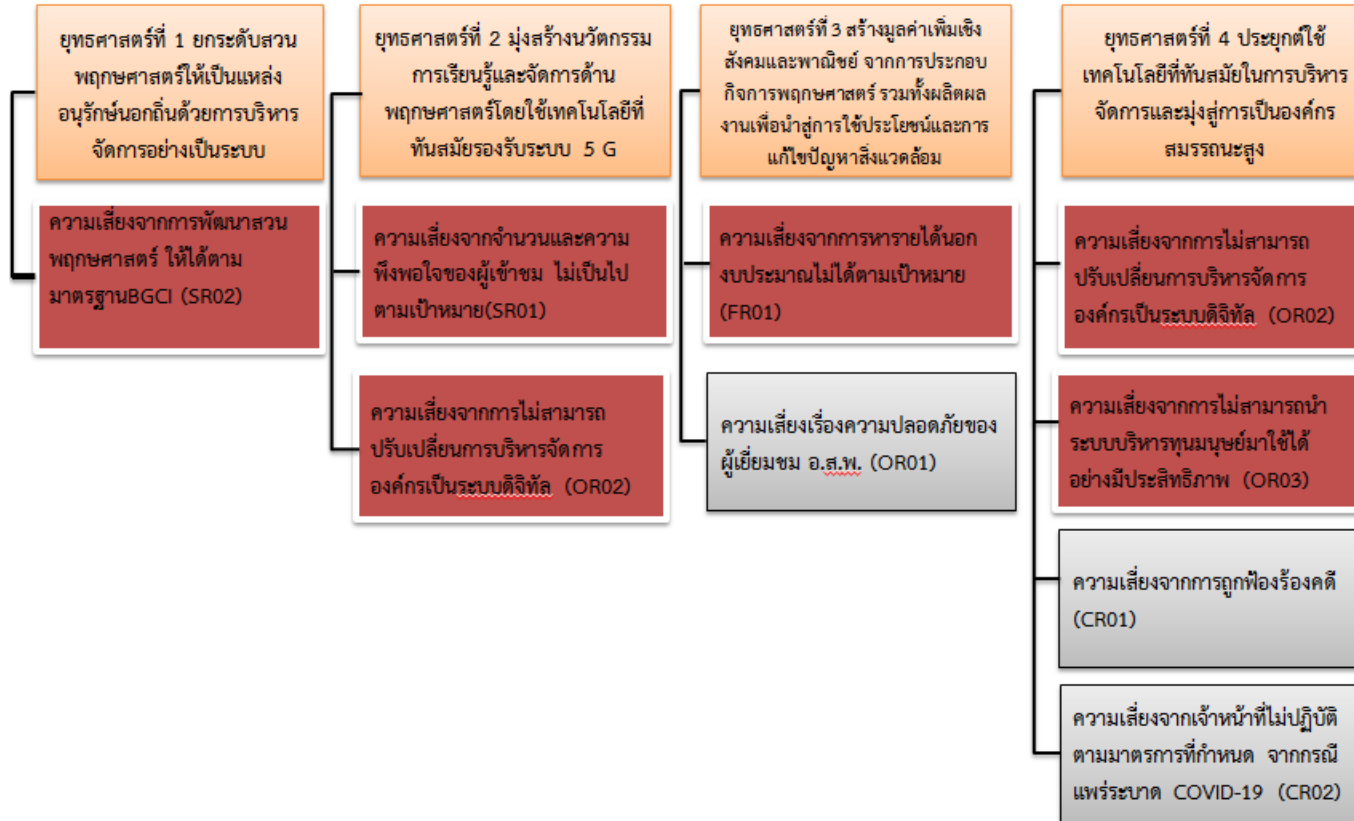 ยุทธศาสตร์ที่ 1 ยกระดับสวน
พฤกษศาสตร์ให้เป็นแหล่ง
อนุรักษ์นอกถิ่นด้วยการบริหาร
จัดการอย่างเป็นระบบ
ความเสี่ยงจากการพัฒนาสวน
พฤกษศาสตร์ ให้ได้ตาม
มาตรฐานBGCI (SR02)
ยุทธศาสตร์ที่ 2 มุ่งสร้างนวัตกรรม
การเรียนรู้และจัดการด้าน
พฤกษศาสตร์โดยใช้เทคโนโลยีที่
ทันสมัยรองรับระบบ 5 G
ความเสี่ยงจากจำนวนและความ
พึงพอใจของผู้เข้าชม ไม่เป็นไป
ตามเป้าหมาย(SR01)
ความเสี่ยงจากการไม่สามารถ
ปรับเปลี่ยนการบริหารจัดการ
องค์กรเป็นระบบดิจิทัล (OR02)
ยุทธศาสตร์ที่ 3 สร้างมูลค่าเพิ่มเชิง
สังคมและพาณิชย์ จากการประกอบ
กิจการพฤกษศาสตร์ รวมทั้งผลิตผล
งานเพื่อนำสู่การใช้ประโยชน์และการ
แก้ไขปัญหาสิ่งแวดล้อม
ความเสี่ยงจากการหารายได้นอก
งบประมาณไม่ได้ตามเป้าหมาย
(FR01)
ความเสี่ยงเรื่องความปลอดภัยของ
ผู้เยี่ยมชม อ.ส.พ. (OR01)
ยุทธศาสตร์ที่ 4 ประยุกต์ใช้
เทคโนโลยีที่ทันสมัยในการบริหาร
จัดการและมุ่งสู่การเป็นองค์กร
สมรรถนะสูง
ความเสี่ยงจากการไม่สามารถ
ปรับเปลี่ยนการบริหารจัดการ
องค์กรเป็นระบบดิจิทัล (OR02)
ความเสี่ยงจากการไม่สามารถนำ
ระบบบริหารทุนมนุษย์มาใช้ได้
อย่างมีประสิทธิภาพ (OR03)
ความเสี่ยงจากการถูกฟ้องร้องคดี
(CR01)
ความเสี่ยงจากเจ้าหน้าที่ไม่ปฏิบัติ
ตามมาตรการที่กำหนด จากกรณี
แพร่ระบาด COVID-19 (CR02)